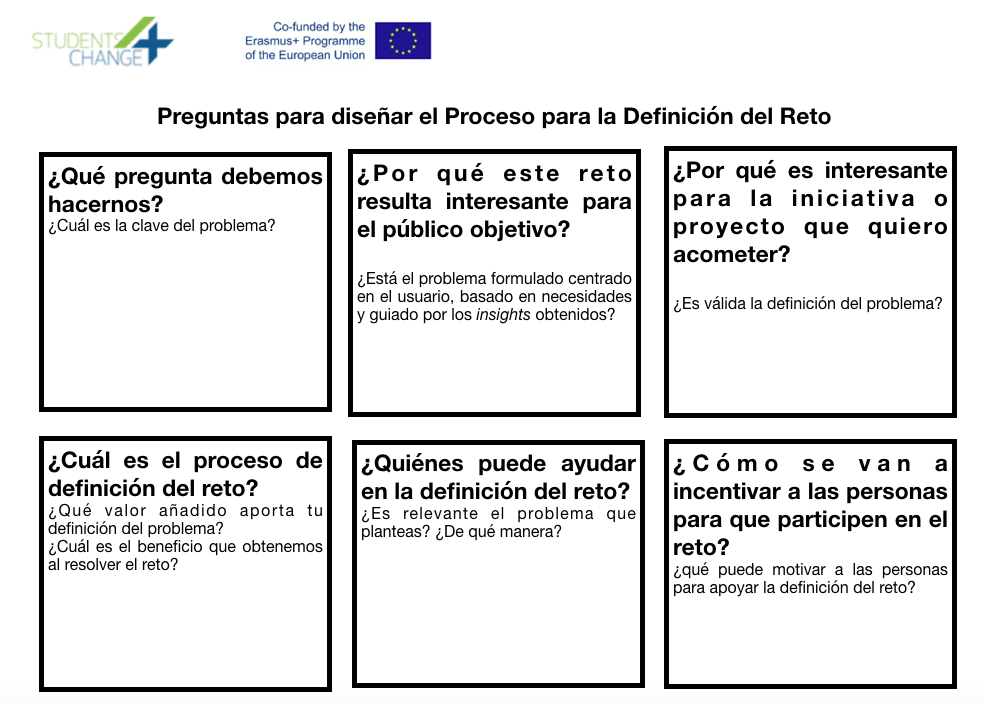 STUDENTS 4
CHANGE
Co-funded by the
Erasmus+ Programme
of the European Union
Preguntas para diseñar el Proceso para la Definición del Reto
¿Qué pregunta debemos
hacernos?
¿Cuál es la clave del problema?
¿Por qué este reto
resulta interesante para
el público objetivo?
¿Está el problema formulado centrado
en el usuario, basado en necesidades
y guiado por los insights obtenidos?
¿Por qué es interesante
para la iniciativa o
proyecto que quiero
acometer?
¿Es válida la definición del problema?
¿Cuál es el proceso de
definición del reto?
¿Qué valor añadido aporta tu
definición del problema?
¿Cuál es el beneficio que obtenemos
al resolver el reto?
¿Quiénes puede ayudar
en la definición del reto?
¿Es relevante el problema que
planteas? ¿De qué manera?
¿Cómo se van a
incentivar a las personas
para que participen en el
reto?
¿qué puede motivar a las personas
para apoyar la definición del reto?